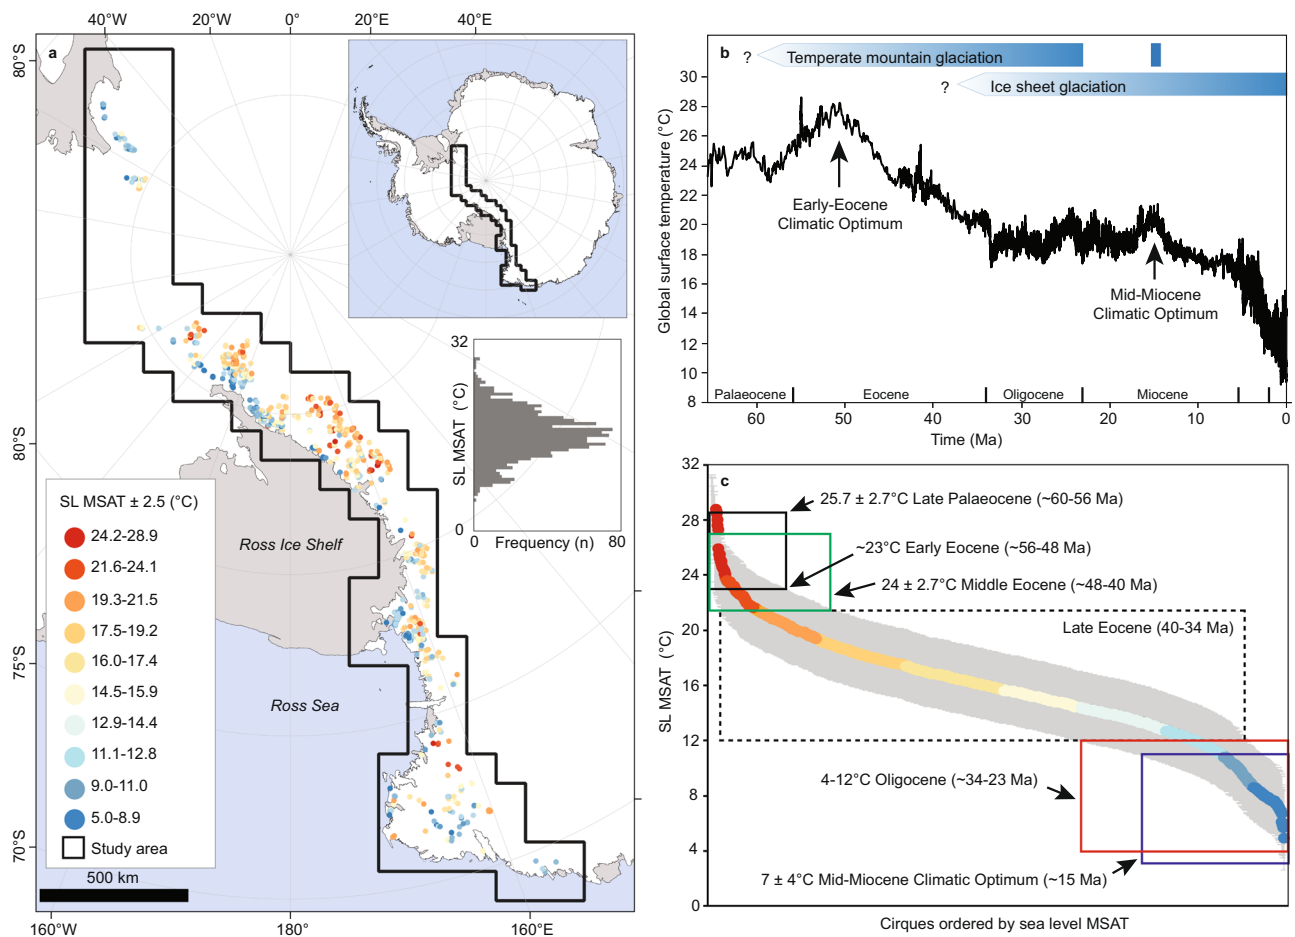 40°W 20°W 0° 20°E 40°E
80°S
80°S
75°S
70°S
160°W 180° 160°E
a
Ross Ice Shelf
Ross Sea
SL MSAT ± 2.5 (°C)
24.2-28.9
21.6-24.1
19.3-21.5
17.5-19.2
16.0-17.4
14.5-15.9
12.9-14.4
11.1-12.8
9.0-11.0
5.0-8.9
Study area
500 km
32
SL MSAT (°C)
0
0 Frequency (n) 80
b
? Temperate mountain glaciation
? Ice sheet glaciation
Global surface temperature (°C)
30
28
26
24
22
20
18
16
14
12
10
8
Early-Eocene
Climatic Optimum
Mid-Miocene
Climatic Optimum
Palaeocene Eocene Oligocene Miocene
60 50 40 30 20 10 0
Time (Ma)
c
SL MSAT (°C)
32
28
24
20
16
12
8
4
0
25.7 ± 2.7°C Late Palaeocene (~60-56 Ma)
~23°C Early Eocene (~56-48 Ma)
24 ± 2.7°C Middle Eocene (~48-40 Ma)
Late Eocene (40-34 Ma)
4-12°C Oligocene (~34-23 Ma)
7 ± 4°C Mid-Miocene Climatic Optimum (~15 Ma)
Cirques ordered by sea level MSAT